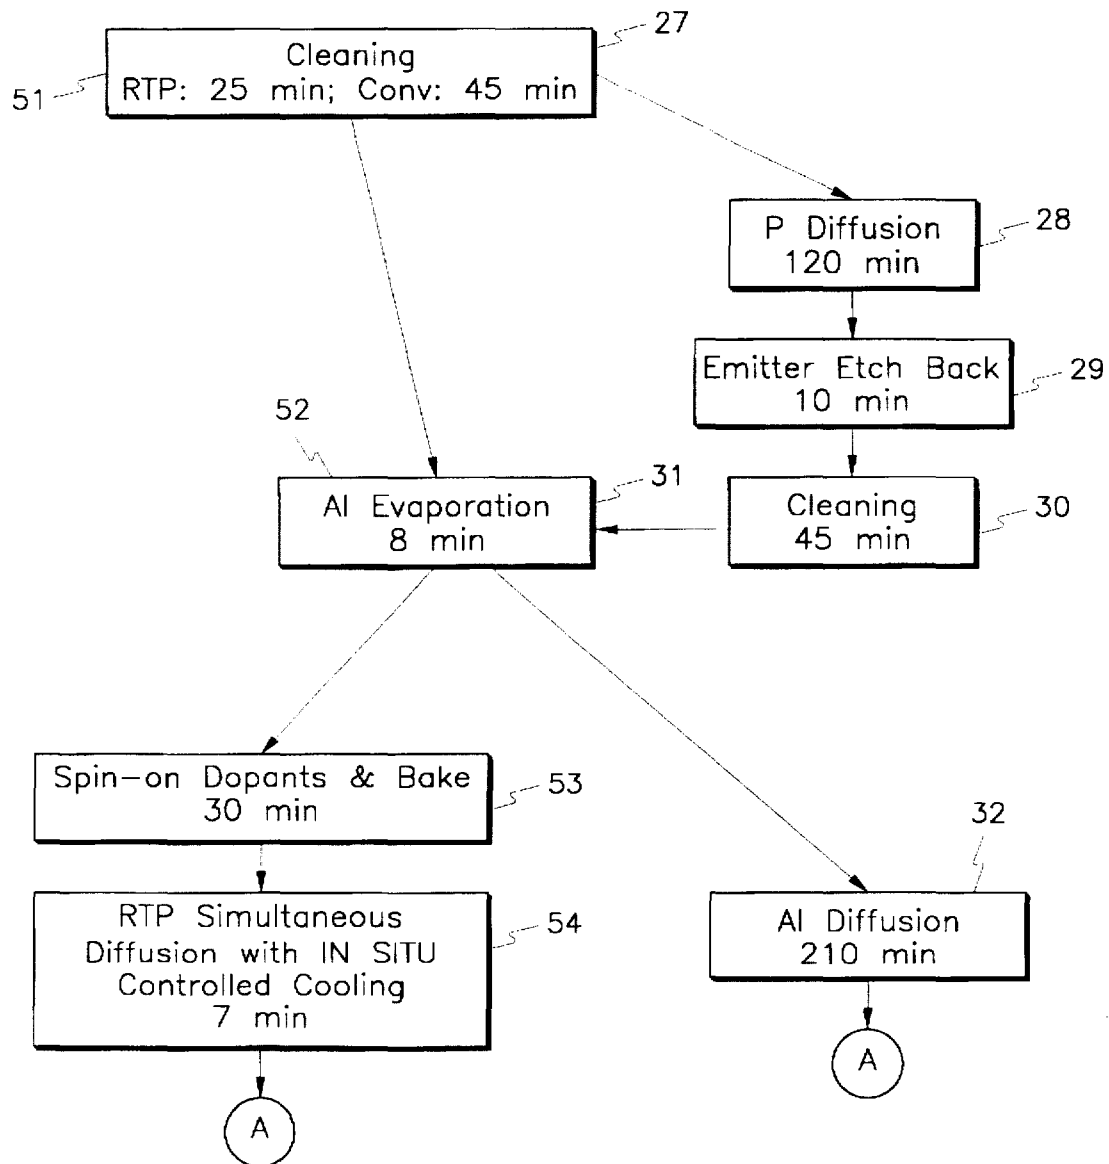 27
Cleaning
RTP: 25 min; Conv: 45 min
51
P Diffusion
120 min
28
Emitter Etch Back
10 min
29
52
Al Evaporation
8 min
31
Cleaning
45 min
30
Spin-on Dopants & Bake
30 min
53
32
RTP Simultaneous
Diffusion with IN SITU
Controlled Cooling
7 min
54
Al Diffusion
210 min
A
A